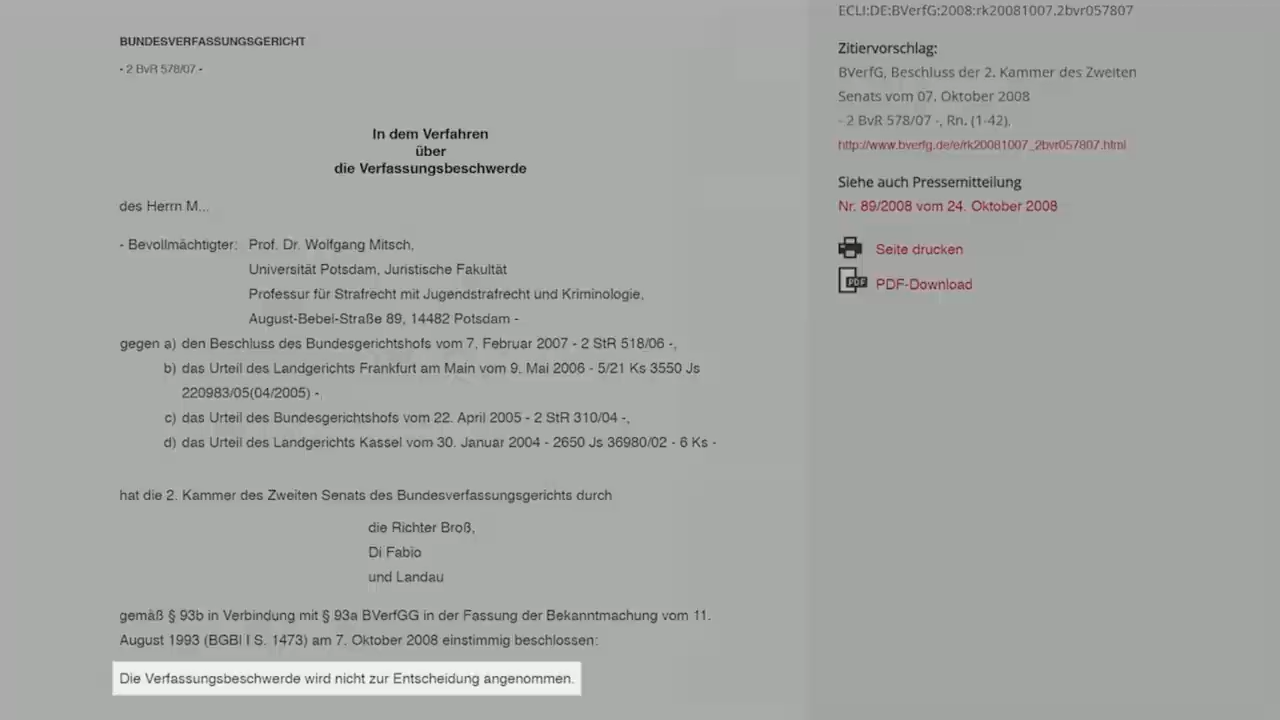 BUNDESVERFASSUNGSGERICHT
- 2 BvR 578/07 -
In dem Verfahren
über
die Verfassungsbeschwerde
des Herrn M...
- Bevollmächtigter: Prof. Dr. Wolfgang Mitsch,
Universität Potsdam, Juristische Fakultät
Professur für Strafrecht mit Jugendstrafrecht und Kriminologie,
August-Bebel-Straße 89, 14482 Potsdam -
gegen a) den Beschluss des Bundesgerichtshofs vom 7. Februar 2007 - 2 StR 518/06 -,
b) das Urteil des Landgerichts Frankfurt am Main vom 9. Mai 2006 - 5/21 Ks 3550 Js
220983/05(04/2005) -,
c) das Urteil des Bundesgerichtshofs vom 22. April 2005 - 2 StR 310/04 -,
d) das Urteil des Landgerichts Kassel vom 30. Januar 2004 - 2650 Js 36980/02 - 6 Ks -
hat die 2. Kammer des Zweiten Senats des Bundesverfassungsgerichts durch
die Richter Broß,
Di Fabio
und Landau
gemäß § 93b in Verbindung mit § 93a BVerfGG in der Fassung der Bekanntmachung vom 11.
August 1993 (BGBl I S. 1473) am 7. Oktober 2008 einstimmig beschlossen:
Die Verfassungsbeschwerde wird nicht zur Entscheidung angenommen.
ECLI:DE:BVerfG:2008:rk20081007.2bvr057807
Zitiervorschlag:
BVerfG, Beschluss der 2. Kammer des Zweiten
Senats vom 07. Oktober 2008
- 2 BvR 578/07 -, Rn. (1-42),
http://www.bverfg.de/e/rk20081007_2bvr057807.html
Siehe auch Pressemitteilung
Nr. 89/2008 vom 24. Oktober 2008
Seite drucken
PDF PDF-Download